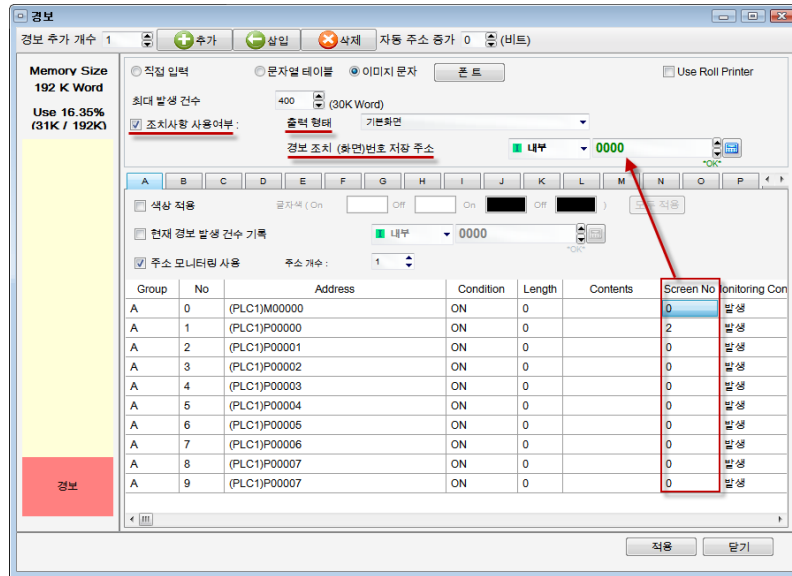 경보
경보 추가 개수 1 추가 삽입 삭제 자동 주소 증가 0 (비트)
Memory Size
192 K Word
Use 16.35%
(31K / 192K)
경보
직접 입력 문자열 테이블 이미지 문자 폰 트 Use Roll Printer
최대 발생 건수 400 (30K Word)
조치사항 사용여부 : 출력 형태 기본화면
경보 조치 (화면)번호 저장 주소 I 내부 0000
*OK*
A B C D E F G H I J K L M N O P
색상 적용 글자색 ( On Off On Off ) 모두 적용
현재 경보 발생 건수 기록 I 내부 0000
*OK*
주소 모니터링 사용 주소 개수 : 1
Group No Address Condition Length Contents Screen No lonitoring Con
A 0 (PLC1)M00000 ON 0 0 발생
A 1 (PLC1)P00000 ON 0 2 발생
A 2 (PLC1)P00001 ON 0 0 발생
A 3 (PLC1)P00002 ON 0 0 발생
A 4 (PLC1)P00003 ON 0 0 발생
A 5 (PLC1)P00004 ON 0 0 발생
A 6 (PLC1)P00005 ON 0 0 발생
A 7 (PLC1)P00006 ON 0 0 발생
A 8 (PLC1)P00007 ON 0 0 발생
A 9 (PLC1)P00007 ON 0 0 발생
적용 닫기